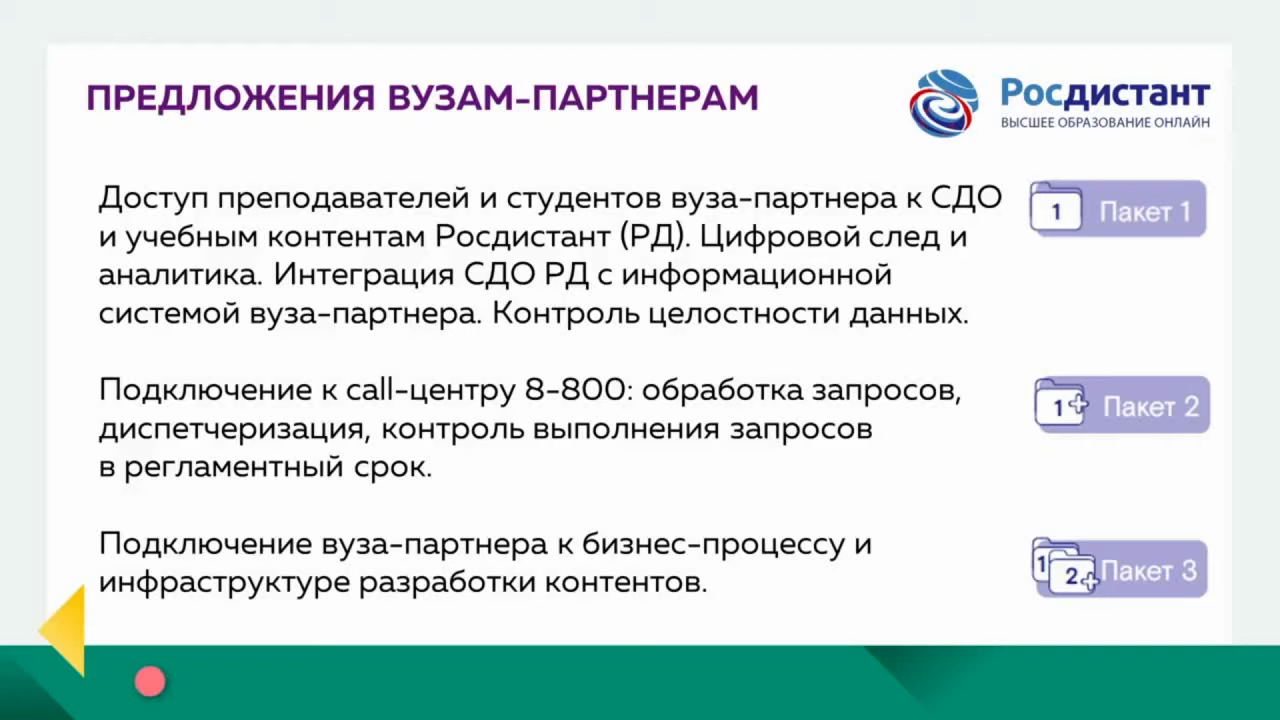 ПРЕДЛОЖЕНИЯ ВУЗАМ-ПАРТНЕРАМ
Росдистант
ВЫСШЕЕ ОБРАЗОВАНИЕ ОНЛАЙН
Доступ преподавателей и студентов вуза-партнера к СДО
и учебным контентам Росдистант (РД). Цифровой след и
аналитика. Интеграция СДО РД с информационной
системой вуза-партнера. Контроль целостности данных.
1 Пакет 1
Подключение к call-центру 8-800: обработка запросов,
диспетчеризация, контроль выполнения запросов
в регламентный срок.
1+ Пакет 2
Подключение вуза-партнера к бизнес-процессу и
инфраструктуре разработки контентов.
1 2+ Пакет 3